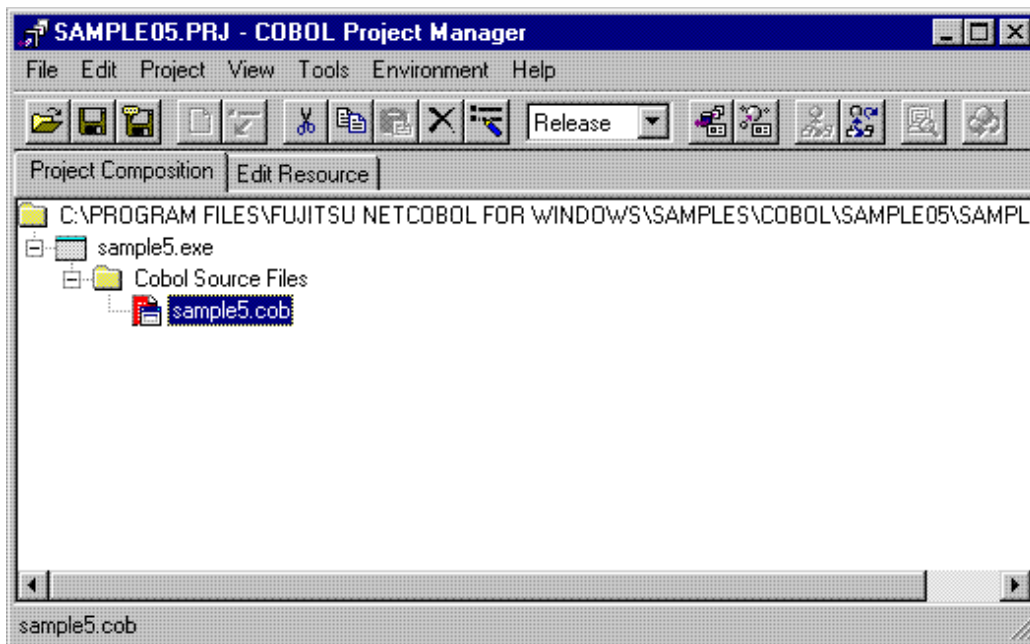 SAMPLE05.PRJ - COBOL Project Manager
File Edit Project View Tools Environment Help
Release
Project Composition Edit Resource
C:\PROGRAM FILES\FUJITSU NETCOBOL FOR WINDOWS\SAMPLES\COBOL\SAMPLE05\SAMPL
sample5.exe
Cobol Source Files
sample5.cob
sample5.cob